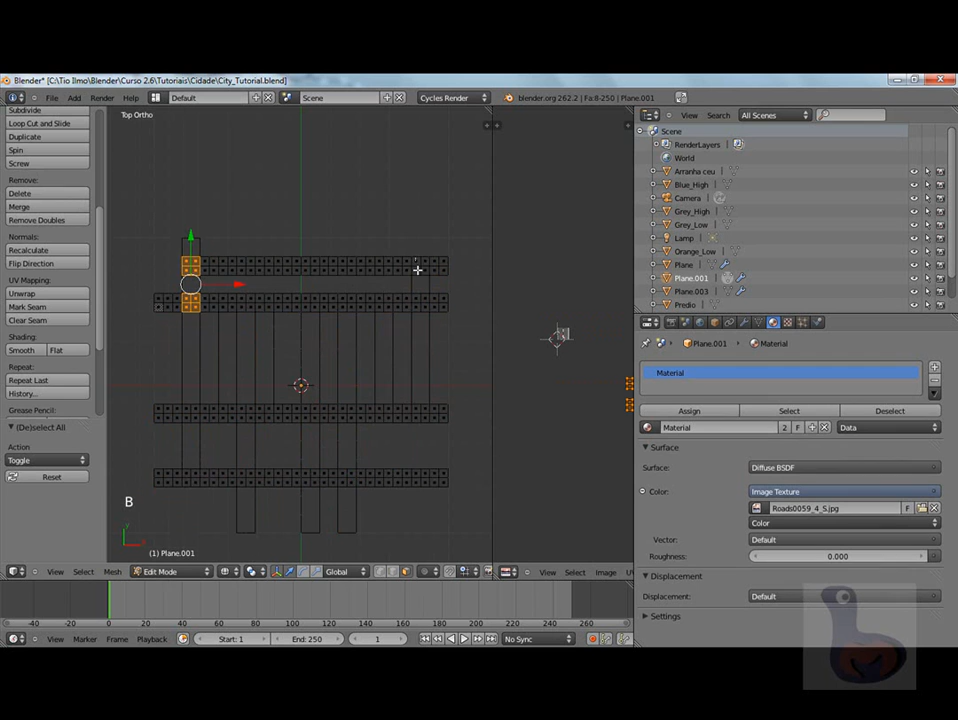 Blender* [C:\Tio Ilmo\Blender\Curso 2.6\Tutoriais\Cidade\City_Tutorial.blend]
File Add Render Help Default Scene Cycles Render blender.org 262.2 | Fa:8-250 | Plane.001
Subdivide
Loop Cut and Slide
Duplicate
Spin
Screw
Remove:
Delete
Merge
Remove Doubles
Normals:
Recalculate
Flip Direction
UV Mapping:
Unwrap
Mark Seam
Clear Seam
Shading:
Smooth Flat
Repeat:
Repeat Last
History...
Grease Pencil:
(De)select All
Action
Toggle
Reset
Top Ortho
B
y
(1) Plane.001
View Select Mesh Edit Mode Global
View Select Image
View Search All Scenes
Scene
RenderLayers
World
Arranha ceu
Blue_High
Camera
Grey_High
Grey_Low
Lamp
Orange_Low
Plane
Plane.001
Plane.003
Predio
Plane.001 Material
Material
Assign Select Deselect
Material 2 F Data
Surface
Surface: Diffuse BSDF
Color: Image Texture
Roads0059_4_S.jpg F
Color
Vector: Default
Roughness: 0.000
Displacement
Displacement: Default
Settings
-40 -20 0 20 40 60 80 100 120 140 160 180 200 220 240 260
View Marker Frame Playback Start: 1 End: 250 1 No Sync